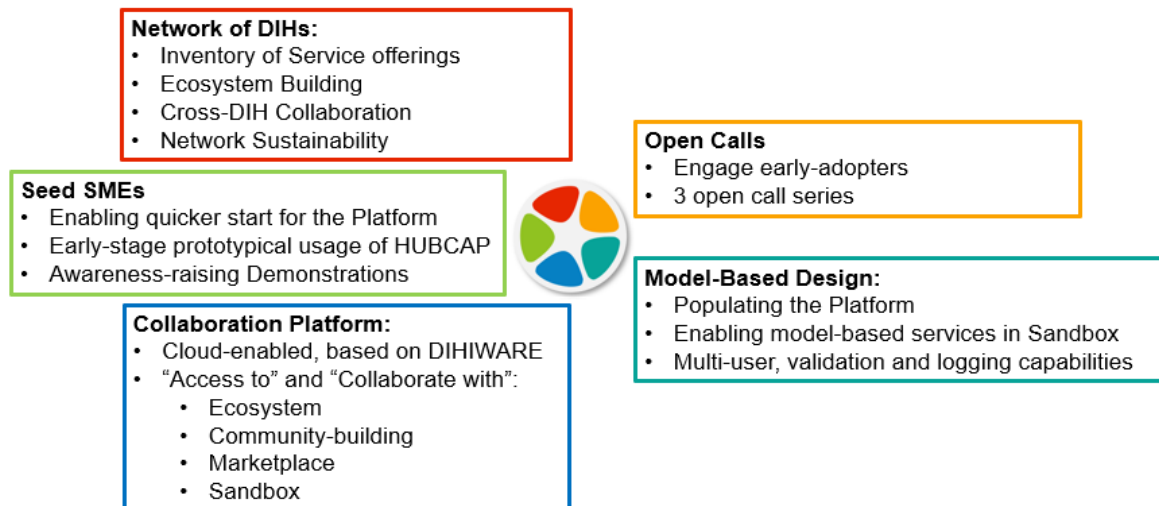 Network of DIHs:
• Inventory of Service offerings
• Ecosystem Building
• Cross-DIH Collaboration
• Network Sustainability
Open Calls
• Engage early-adopters
• 3 open call series
Seed SMEs
• Enabling quicker start for the Platform
• Early-stage prototypical usage of HUBCAP
• Awareness-raising Demonstrations
Model-Based Design:
• Populating the Platform
• Enabling model-based services in Sandbox
• Multi-user, validation and logging capabilities
Collaboration Platform:
• Cloud-enabled, based on DIHIWARE
• “Access to” and “Collaborate with”:
• Ecosystem
• Community-building
• Marketplace
• Sandbox